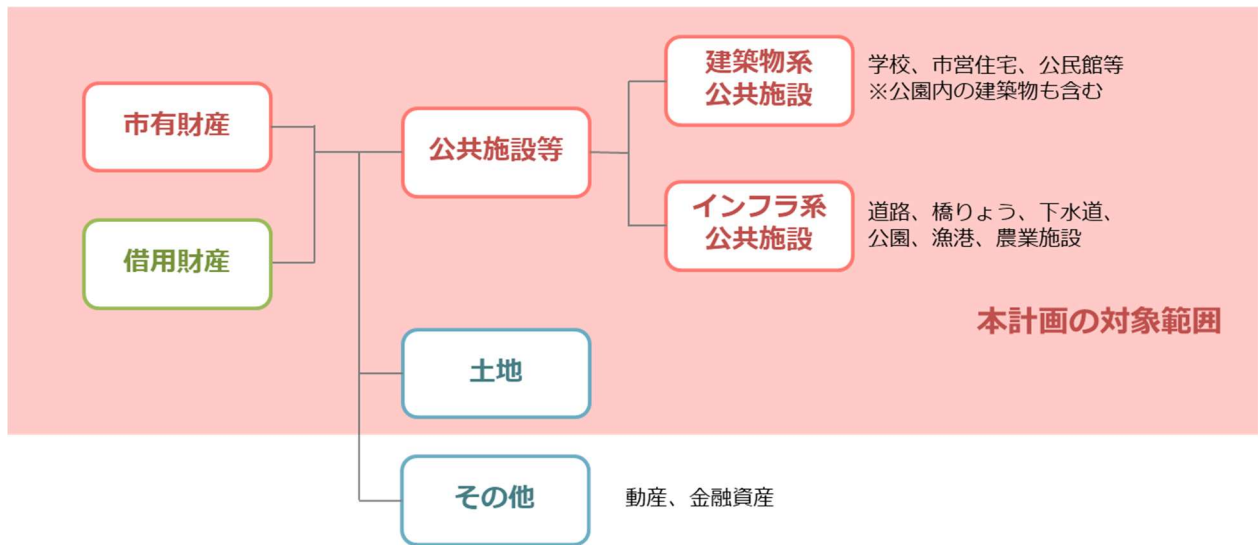 市有財産
借用財産
公共施設等
建築物系
公共施設
学校、市営住宅、公民館等
※公園内の建築物も含む
インフラ系
公共施設
道路、橋りょう、下水道、
公園、漁港、農業施設
本計画の対象範囲
土地
その他
動産、金融資産